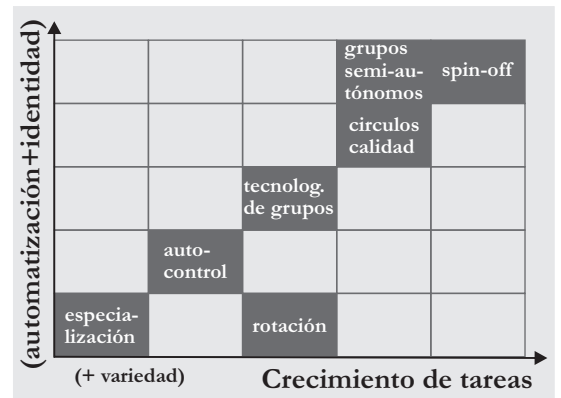 (automatización+identidad)
grupos
semi-au-
tónomos
spin-off
circulos
calidad
tecnolog.
de grupos
auto-
control
especia-
lización
rotación
(+ variedad)
Crecimiento de tareas